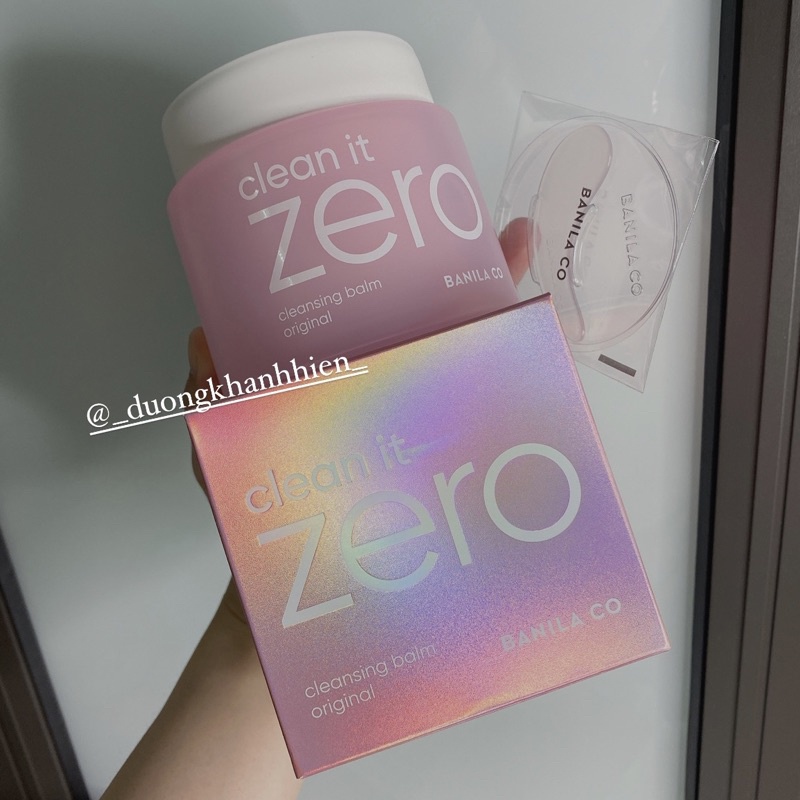 clean it
zero
cleansing balm
original
BANILA CO
BANILA CO
BANILA CO
@_duongkhanhhien_
clean it
zero
cleansing balm
original
BANILA CO